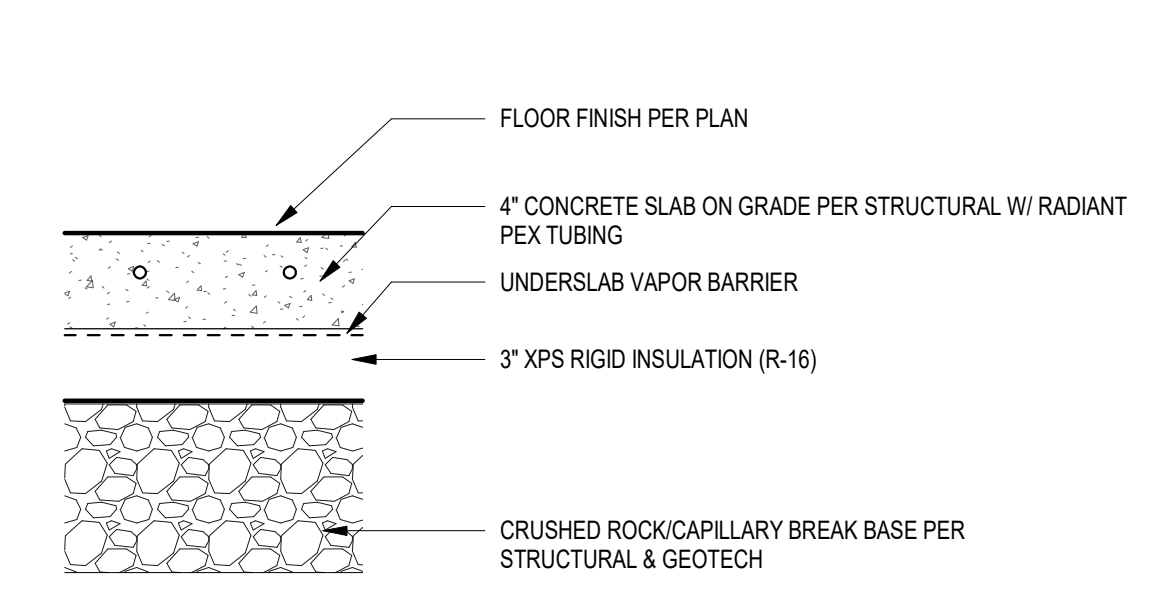 FLOOR FINISH PER PLAN
4" CONCRETE SLAB ON GRADE PER STRUCTURAL W/ RADIANT
PEX TUBING
UNDERSLAB VAPOR BARRIER
3" XPS RIGID INSULATION (R-16)
CRUSHED ROCK/CAPILLARY BREAK BASE PER
STRUCTURAL & GEOTECH